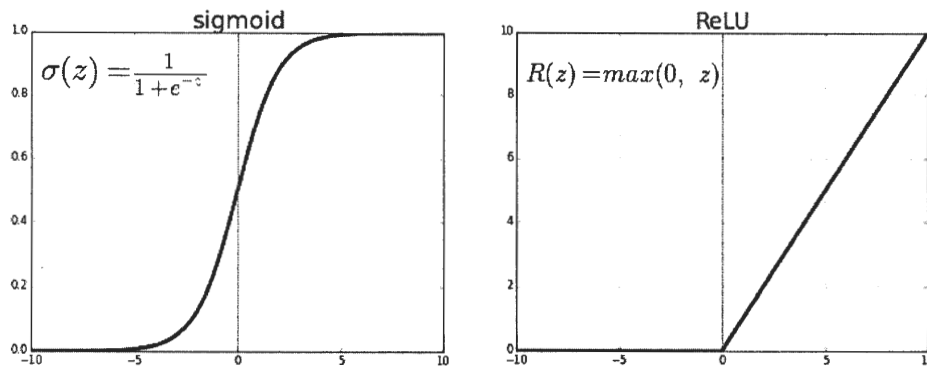 sigmoid
σ(z) = 1/(1+e^-z)
1.0
0.8
0.6
0.4
0.2
0.0
-10 -5 0 5 10
ReLU
R(z) = max(0, z)
10
8
6
4
2
0
-10 -5 0 5